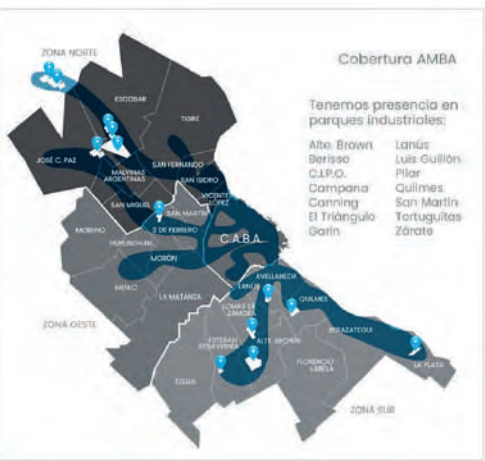 Cobertura AMBA
Tenemos presencia en
parques industriales:
Alte. Brown
Berisso
C.I.P.O.
Campana
Canning
El Triángulo
Garín
Lanús
Luis Guillón
Pilar
Quilmes
San Martín
Tortuguitas
Zárate
ZONA NORTE
ESCOBAR
TIGRE
JOSÉ C. PAZ
MALVINAS
ARGENTINAS
SAN FERNANDO
SAN ISIDRO
VICENTE
LÓPEZ
SAN MIGUEL
SAN MARTÍN
3 DE FEBRERO
MORENO
HURLINGHAM
C.A.B.A.
MORÓN
MERLO
LA MATANZA
AVELLANEDA
LANÚS
QUILMES
LOMAS DE
ZAMORA
ZONA OESTE
BERAZATEGUI
ESTEBAN
ECHEVERRÍA
ALTE. BROWN
LA PLATA
FLORENCIO
VARELA
EZEIZA
ZONA SUR